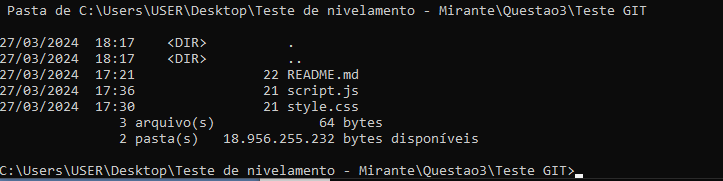 Pasta de C:\Users\USER\Desktop\Teste de nivelamento - Mirante\Questao3\Teste GIT
27/03/2024  18:17    <DIR>          .
27/03/2024  18:17    <DIR>          ..
27/03/2024  17:21                22 README.md
27/03/2024  17:36                21 script.js
27/03/2024  17:30                21 style.css
3 arquivo(s)             64 bytes
2 pasta(s)   18.956.255.232 bytes disponíveis
C:\Users\USER\Desktop\Teste de nivelamento - Mirante\Questao3\Teste GIT>